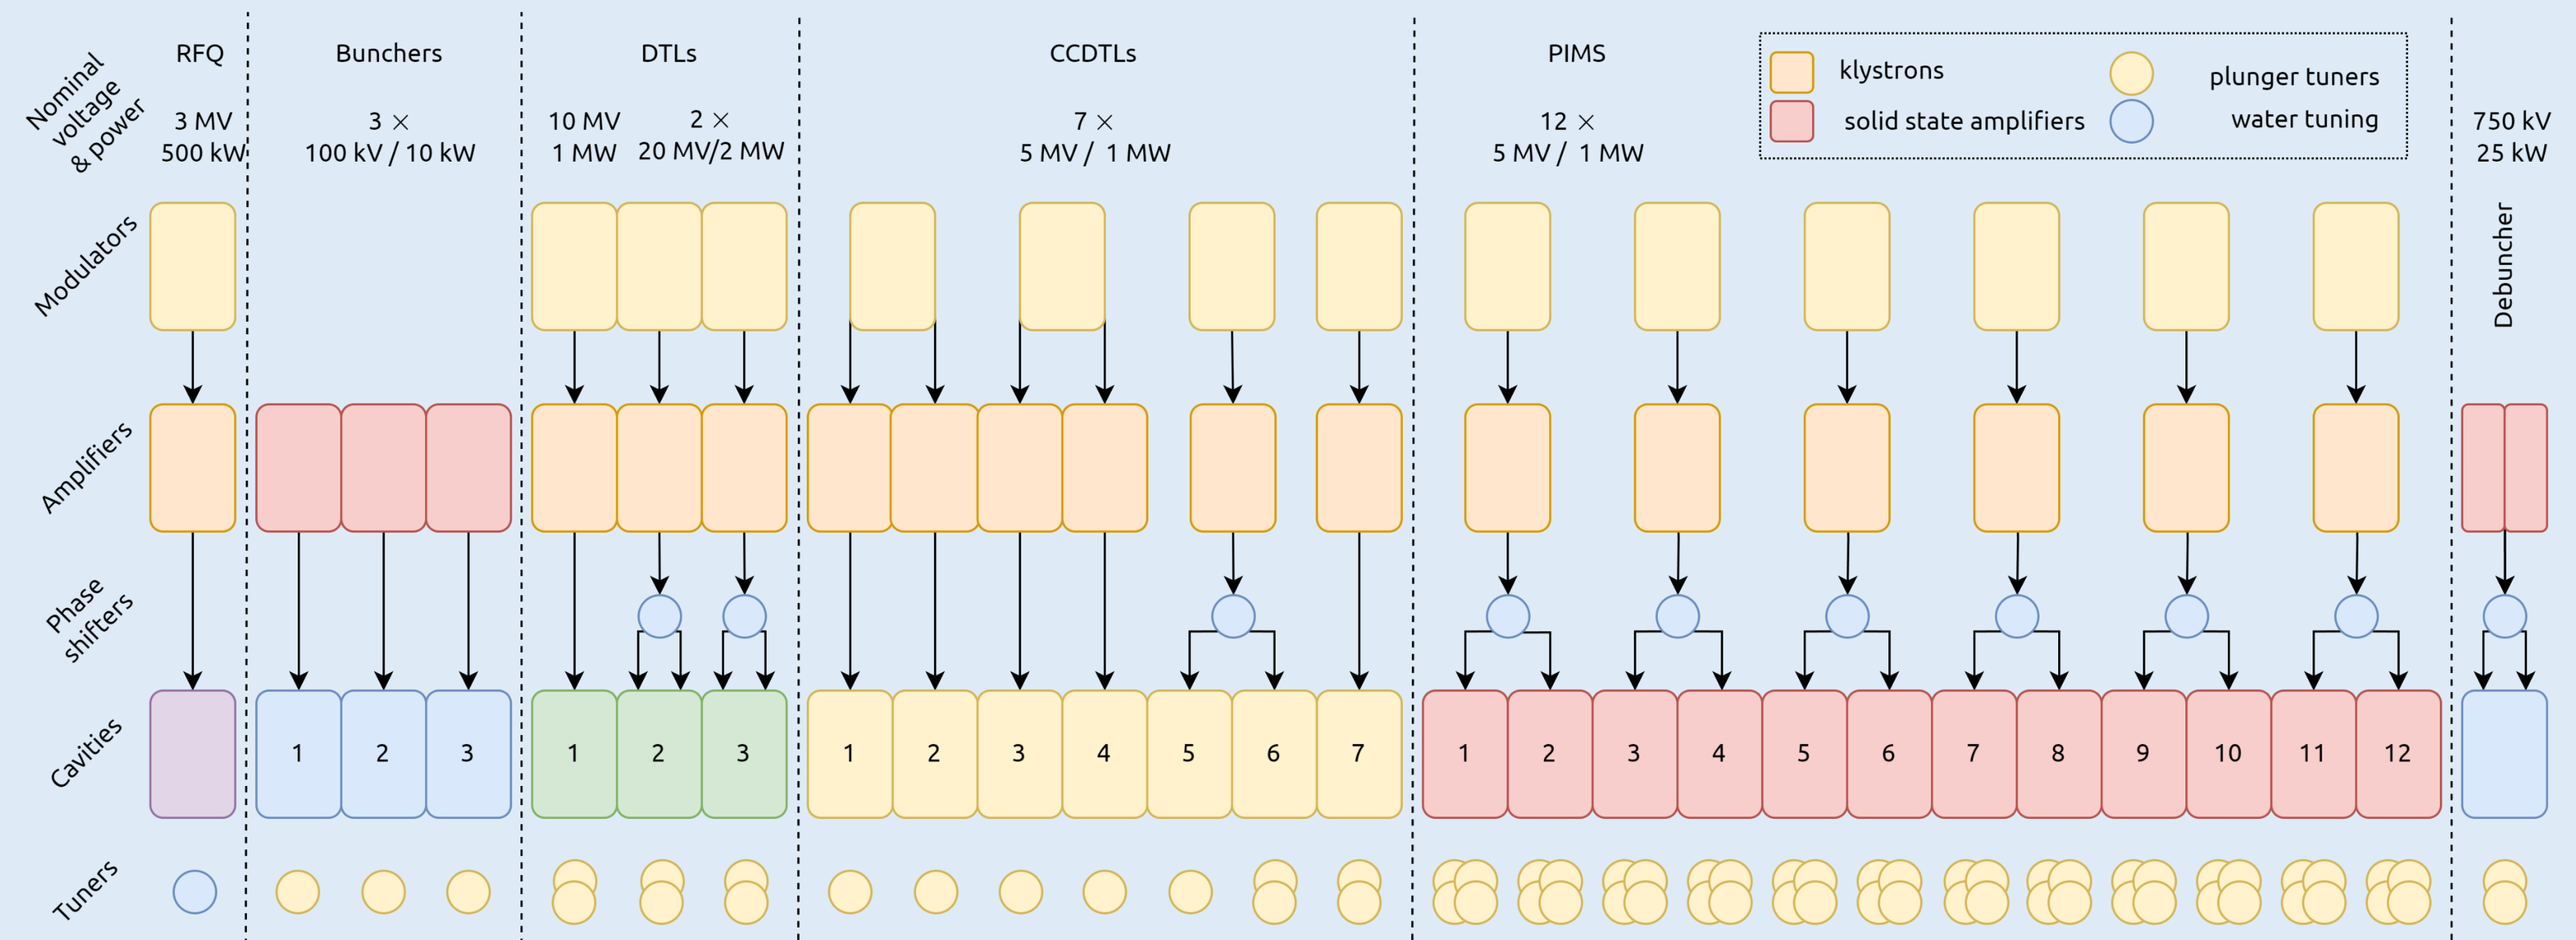 Nominal
voltage
& power
RFQ
3 MV
500 kW
Bunchers
3 ×
100 kV / 10 kW
DTLs
10 MV
1 MW
2 ×
20 MV/2 MW
CCDTLs
7 ×
5 MV / 1 MW
PIMS
12 ×
5 MV / 1 MW
klystrons
plunger tuners
solid state amplifiers
water tuning
750 kV
25 kW
Debuncher
Modulators
Amplifiers
Phase
shifters
Cavities
1 2 3
1 2 3
1 2 3 4 5 6 7
1 2 3 4 5 6 7 8 9 10 11 12
Tuners